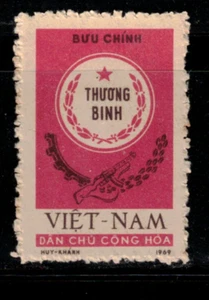 BƯU CHÍNH
THƯƠNG
BINH
VIỆT-NAM
DÂN CHỦ CỘNG HÒA
HUY-KHÁNH 1969